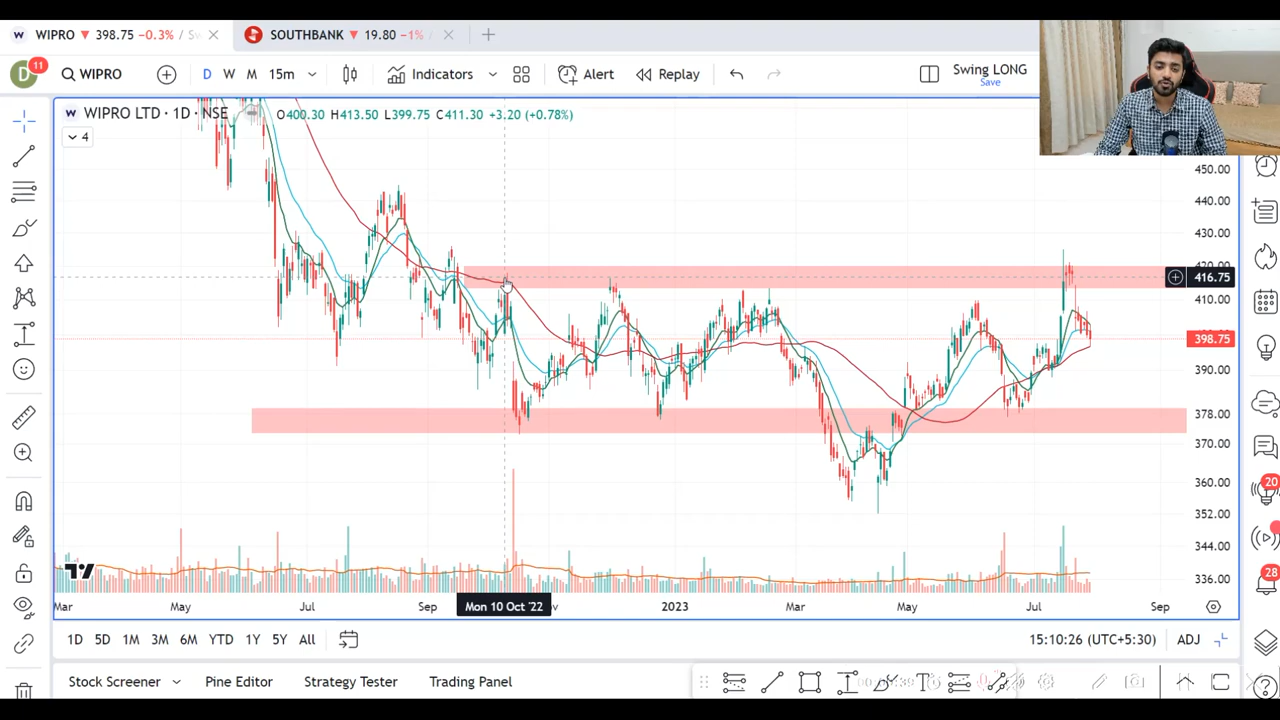 W WIPRO ▼ 398.75 −0.3% / S
SOUTHBANK ▼ 19.80 −1% /
D 11 WIPRO D W M 15m Indicators Alert Replay Swing LONG
Save
W WIPRO LTD · 1D · NSE O400.30 H413.50 L399.75 C411.30 +3.20 (+0.78%)
4
450.00
440.00
430.00
416.75
410.00
398.75
390.00
378.00
370.00
360.00
352.00
344.00
336.00
20
28
Mar May Jul Sep Mon 10 Oct '22 2023 Mar May Jul Sep
1D 5D 1M 3M 6M YTD 1Y 5Y All 15:10:26 (UTC+5:30) ADJ
Stock Screener Pine Editor Strategy Tester Trading Panel
T